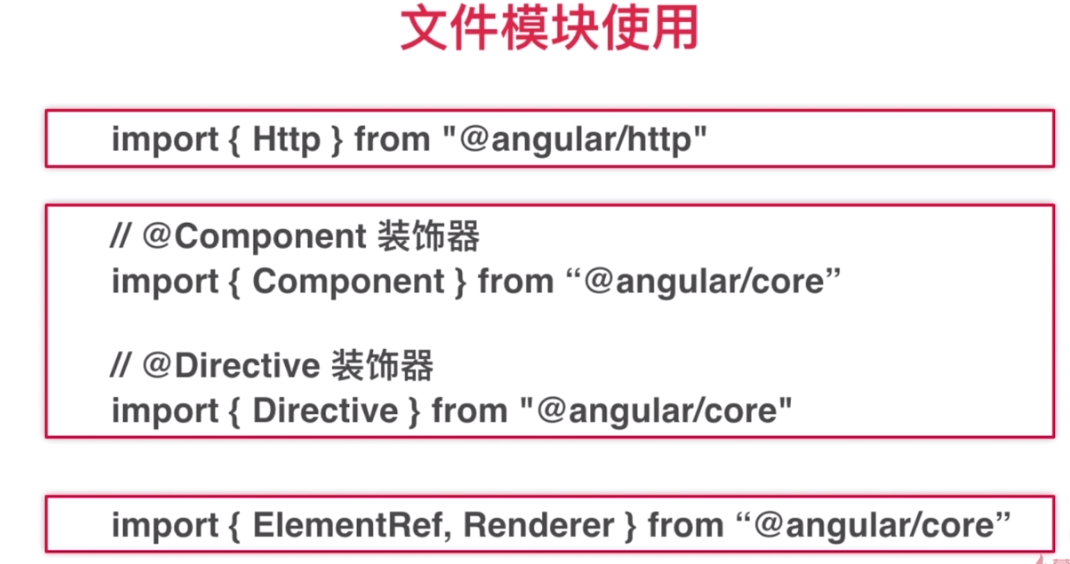 文件模块使用
import { Http } from "@angular/http"
// @Component 装饰器
import { Component } from “@angular/core”
// @Directive 装饰器
import { Directive } from "@angular/core"
import { ElementRef, Renderer } from “@angular/core”